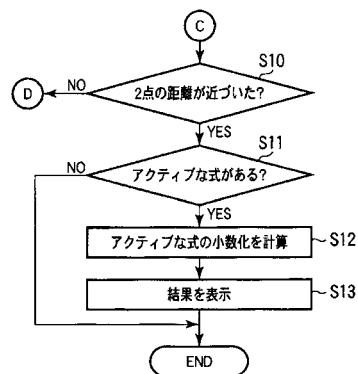 C
S10
NO
D
2点の距離が近づいた?
YES
S11
NO
アクティブな式がある?
YES
アクティブな式の小数化を計算
S12
結果を表示
S13
END